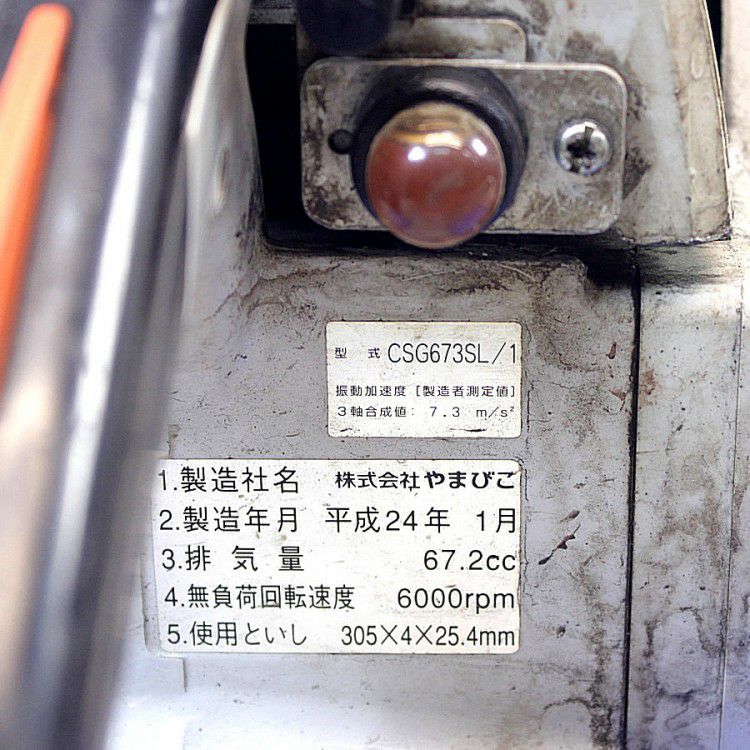 型式 CSG673SL/1
振動加速度 [製造者測定値]
3軸合成値: 7.3 m/s²
1.製造社名 株式会社やまびこ
2.製造年月 平成24年 1月
3.排気量 67.2cc
4.無負荷回転速度 6000rpm
5.使用といし 305×4×25.4mm